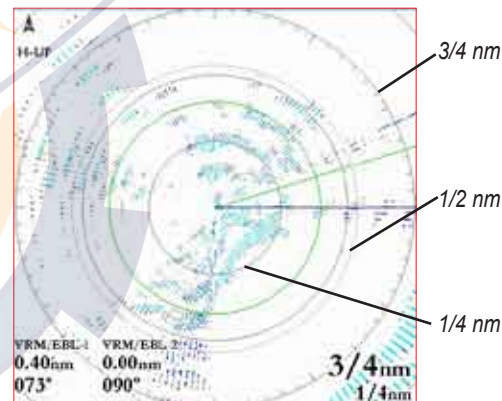 H-UP
3/4 nm
1/2 nm
1/4 nm
VRM/EBL-1 VRM/EBL-2
0.40nm 0.00nm
073° 090°
3/4nm
1/4nm